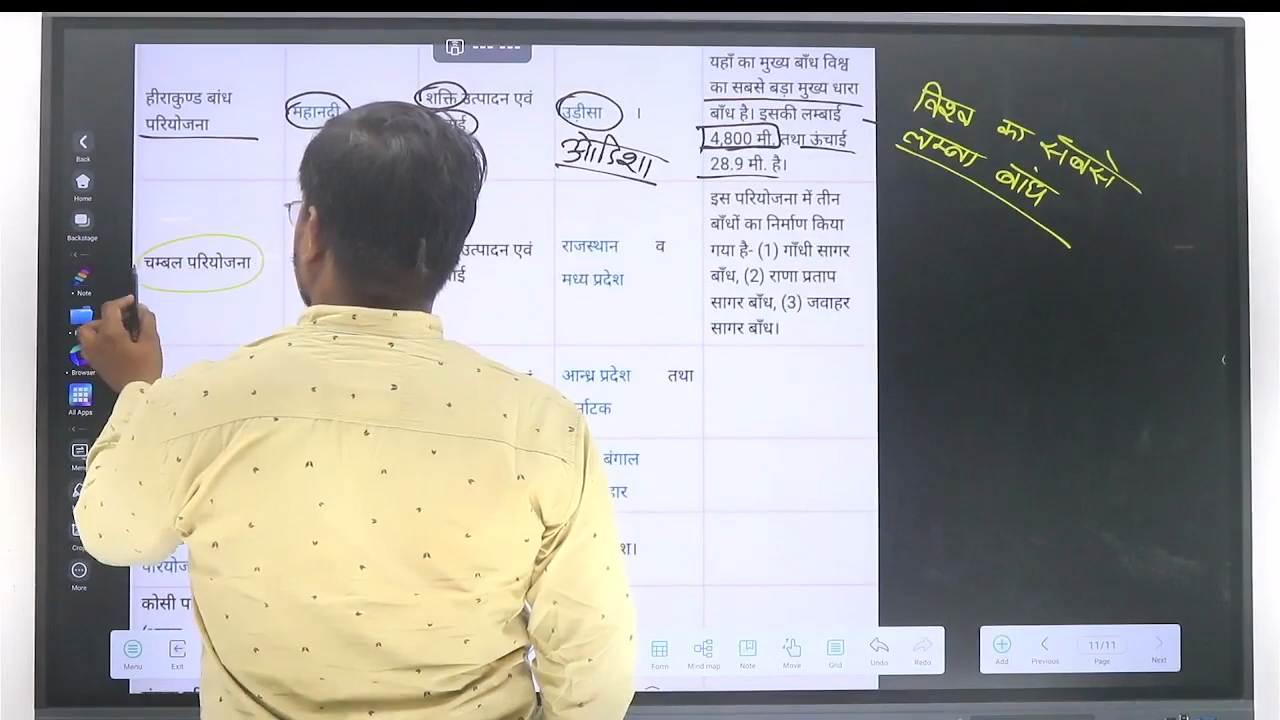 हीराकुण्ड बांध
परियोजना
महानदी
शक्ति उत्पादन एवं
उड़ीसा ।
ओडिशा
यहाँ का मुख्य बाँध विश्व
का सबसे बड़ा मुख्य धारा
बाँध है। इसकी लम्बाई
4,800 मी. तथा ऊंचाई
28.9 मी. है।
विश्व का सबसे
लम्बा बांध
चम्बल परियोजना
उत्पादन एवं
राजस्थान व
मध्य प्रदेश
इस परियोजना में तीन
बाँधों का निर्माण किया
गया है- (1) गाँधी सागर
बाँध, (2) राणा प्रताप
सागर बाँध, (3) जवाहर
सागर बाँध।
आन्ध्र प्रदेश तथा
बंगाल
कोसी
Back
Home
Backstage
Note
Browser
All Apps
More
Menu
Exit
Form
Mind map
Note
Move
Grid
Undo
Redo
Add
Previous
11/11
Page
Next